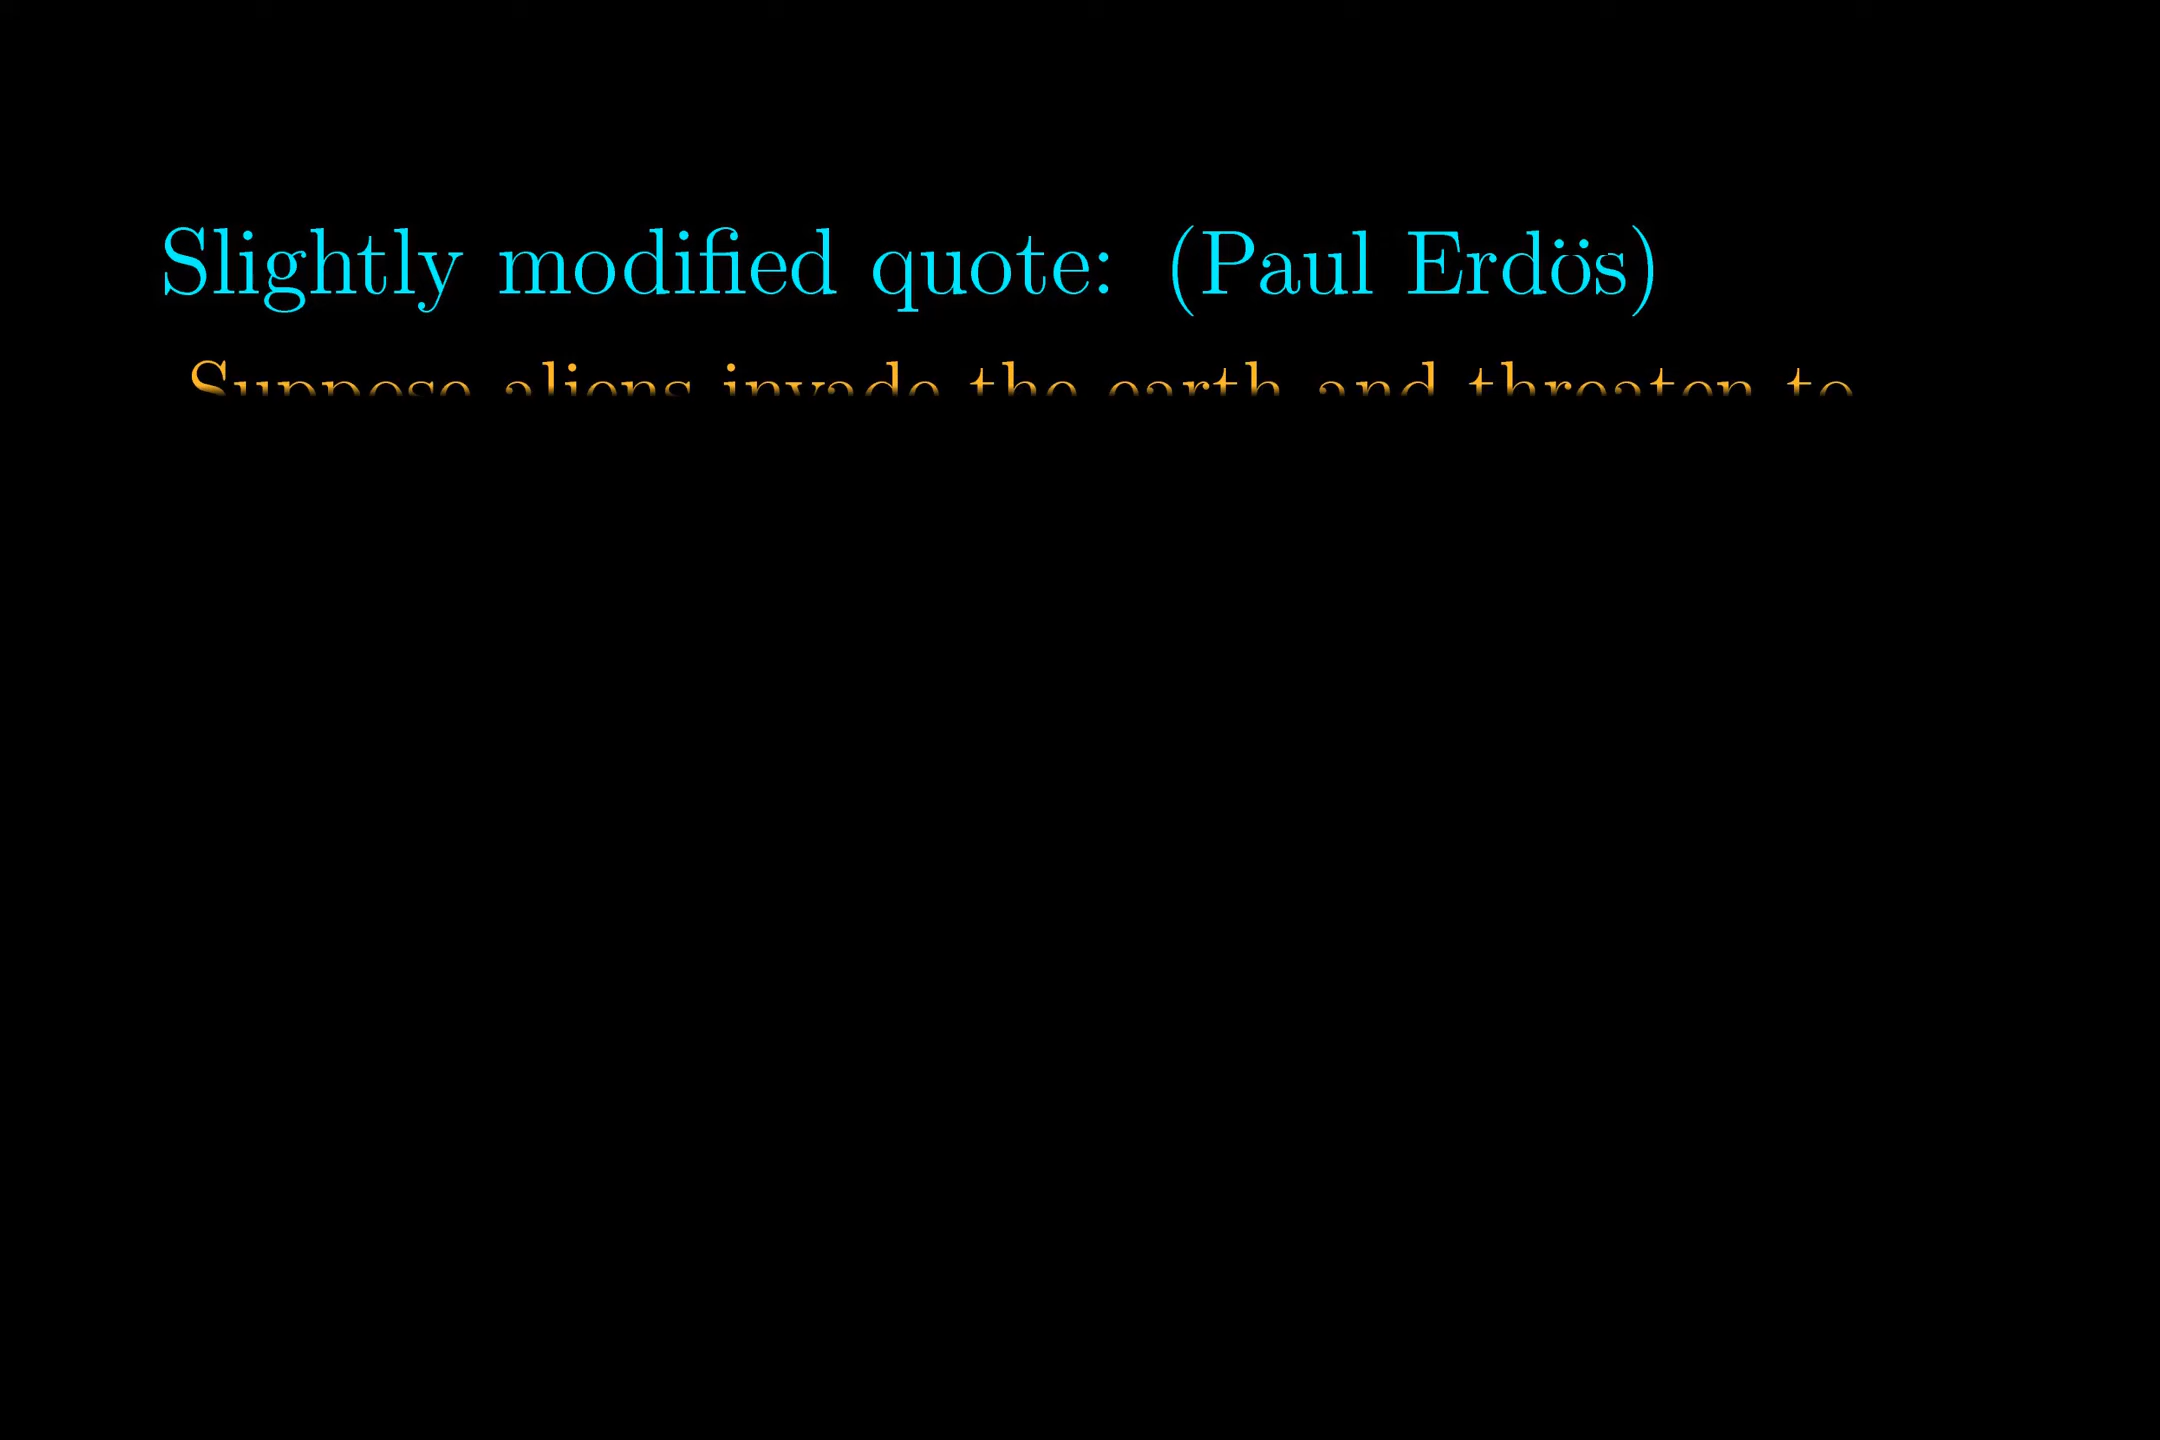 Slightly modified quote: (Paul Erdös)
Suppose aliens invade the earth and threaten to